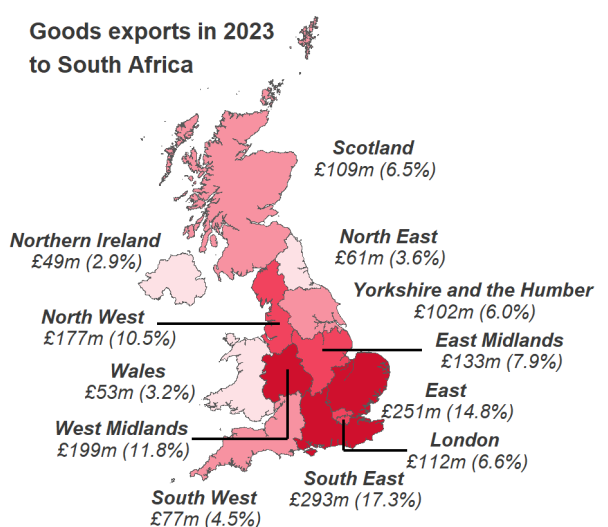 Goods exports in 2023
to South Africa
Scotland
£109m (6.5%)
Northern Ireland
£49m (2.9%)
North East
£61m (3.6%)
Yorkshire and the Humber
£102m (6.0%)
North West
£177m (10.5%)
East Midlands
£133m (7.9%)
Wales
£53m (3.2%)
East
£251m (14.8%)
West Midlands
£199m (11.8%)
London
£112m (6.6%)
South East
£293m (17.3%)
South West
£77m (4.5%)